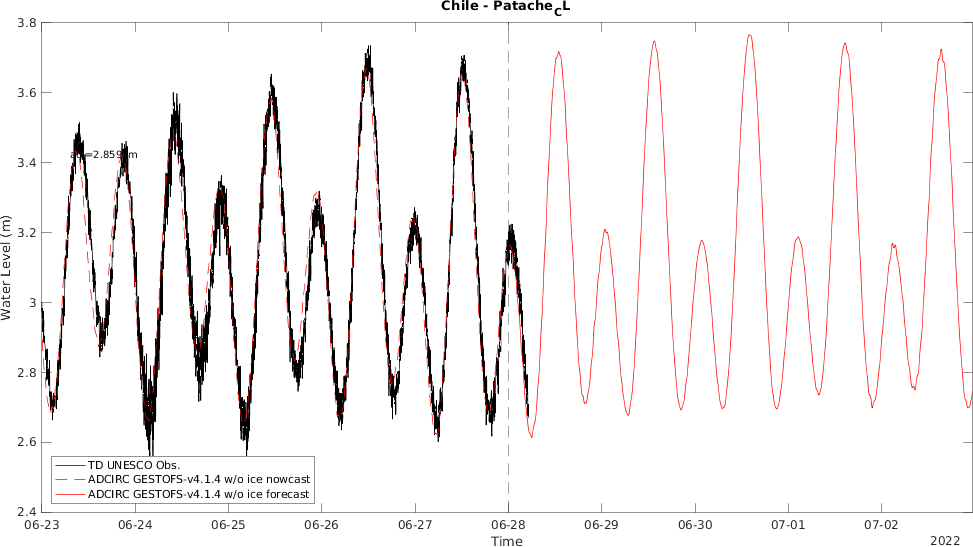 Chile - Patache_CL
3.8
3.6
3.4
3.2
3
2.8
2.6
2.4
Water Level (m)
TD UNESCO Obs.
ADCIRC GESTOFS-v4.1.4 w/o ice nowcast
ADCIRC GESTOFS-v4.1.4 w/o ice forecast
06-23 06-24 06-25 06-26 06-27 06-28 06-29 06-30 07-01 07-02
Time
2022